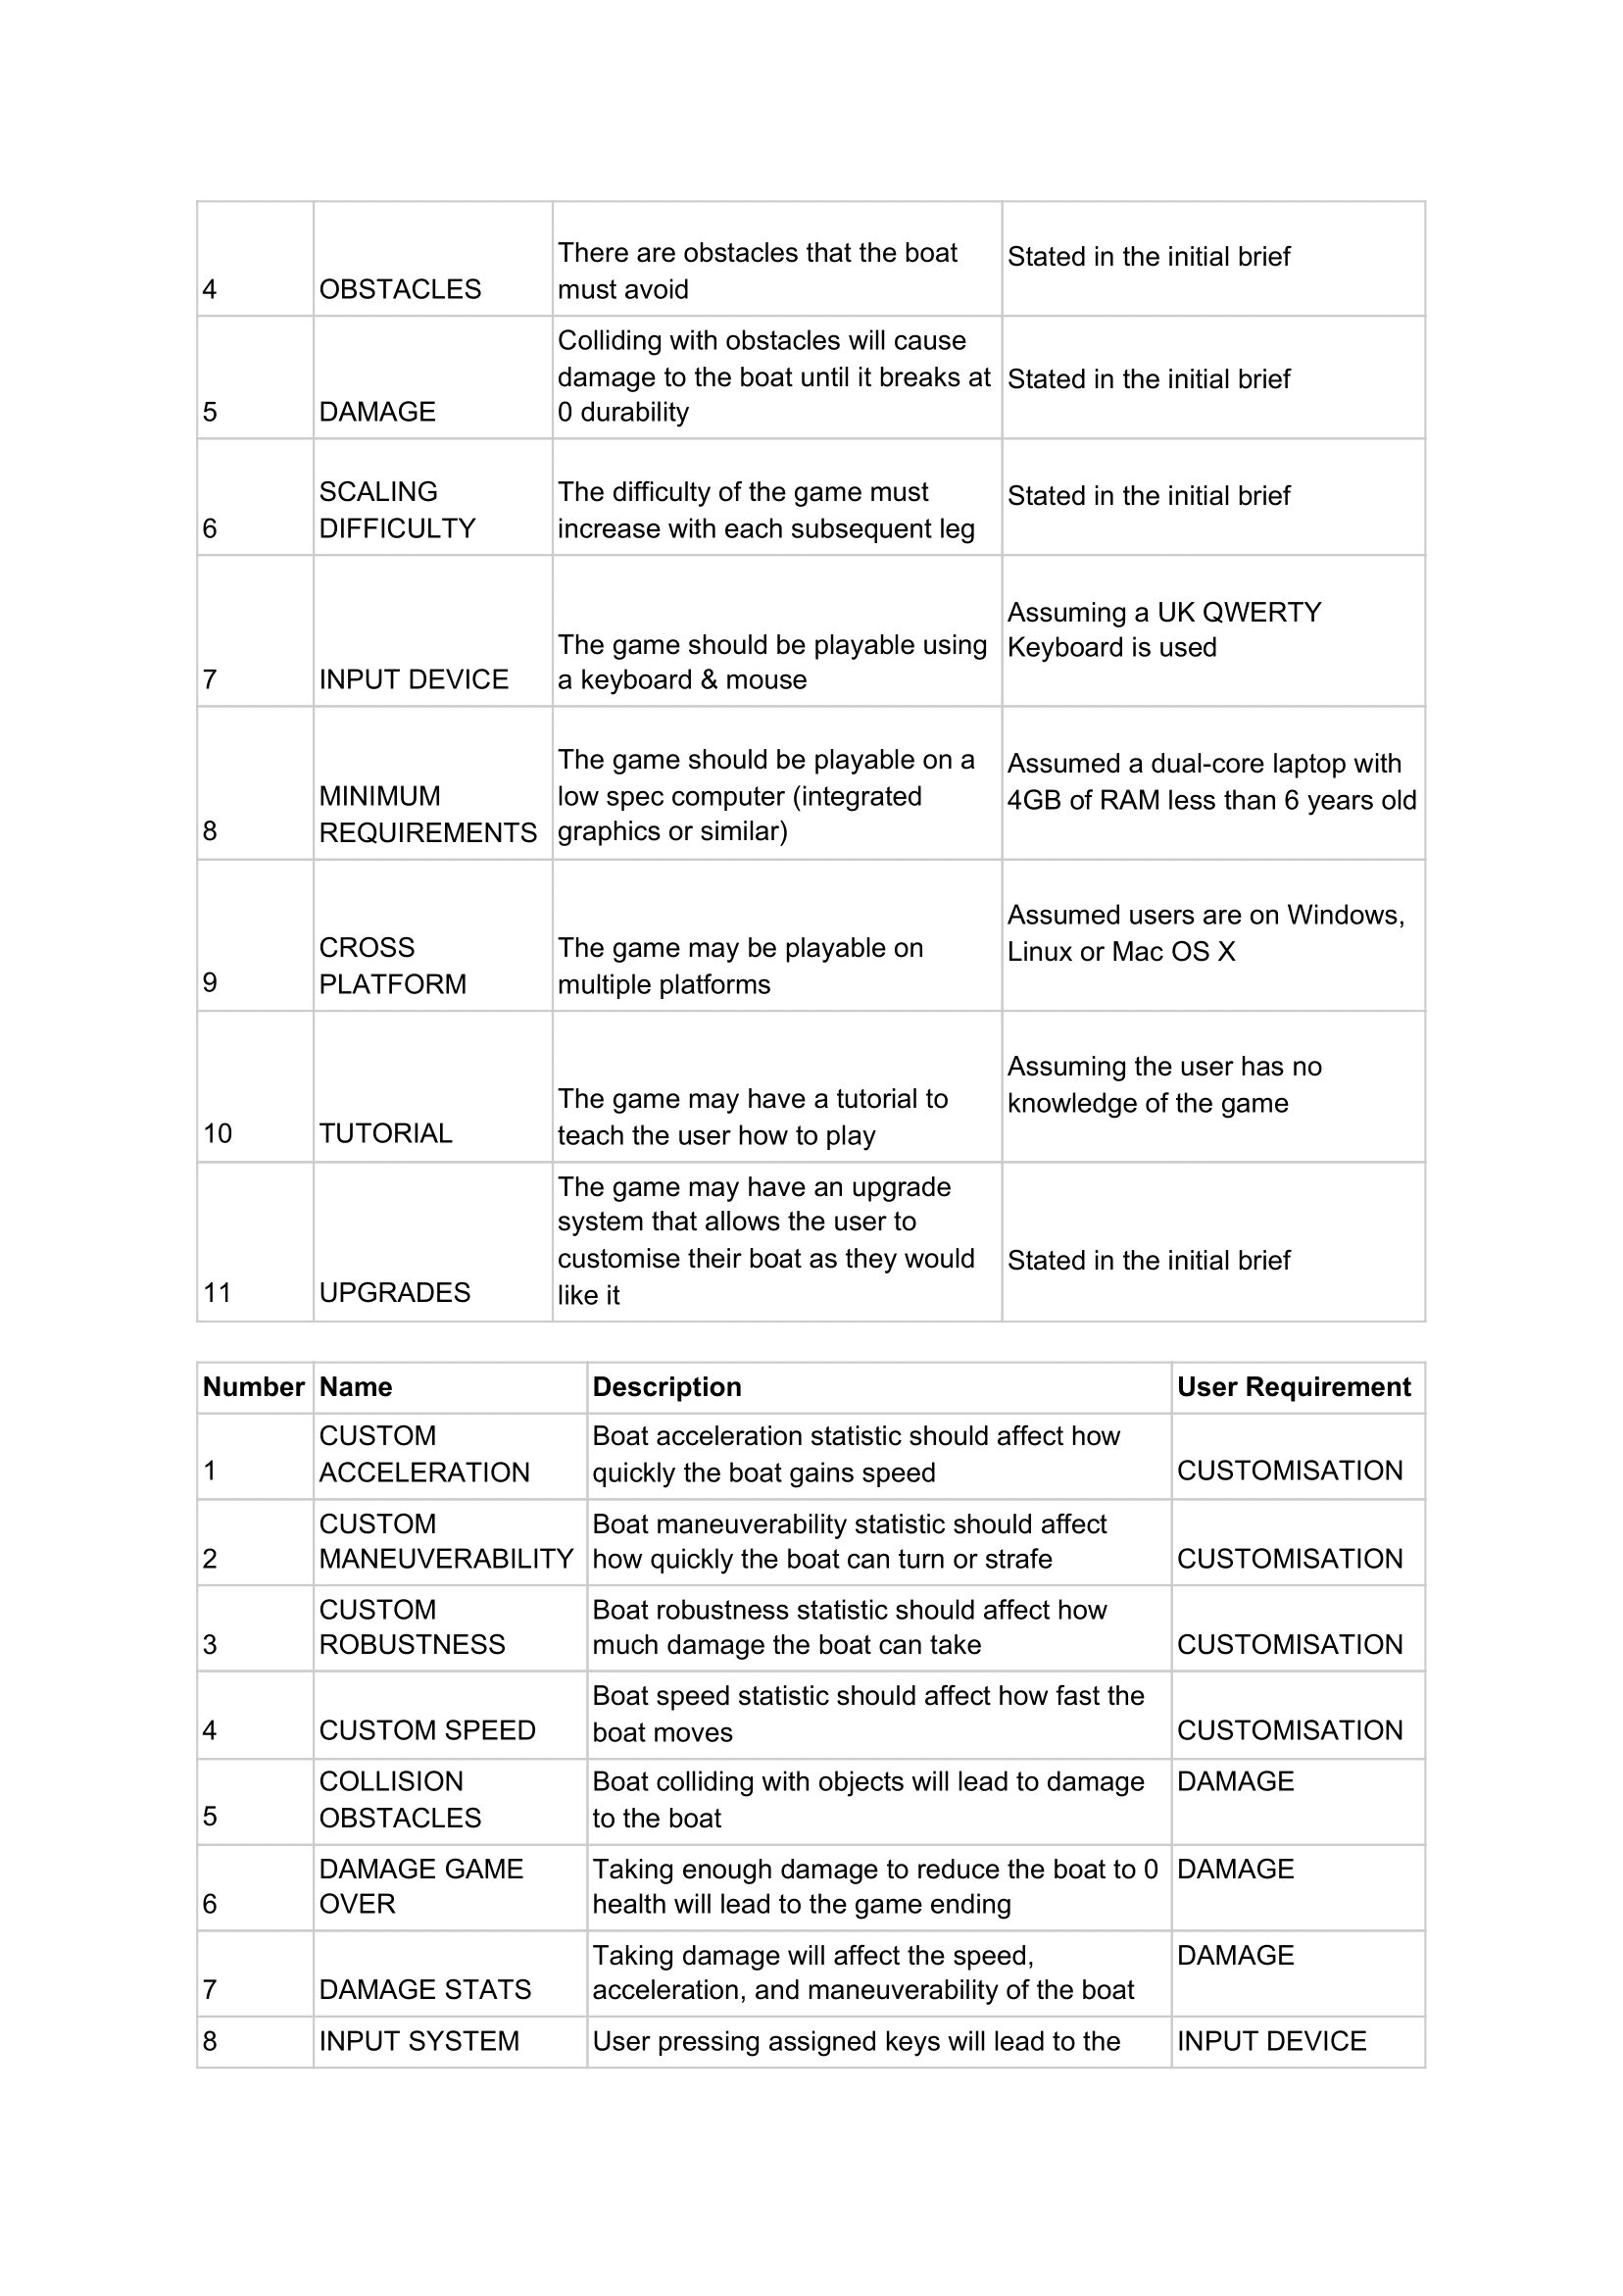 4 OBSTACLES There are obstacles that the boat must avoid Stated in the initial brief
5 DAMAGE Colliding with obstacles will cause damage to the boat until it breaks at 0 durability Stated in the initial brief
6 SCALING DIFFICULTY The difficulty of the game must increase with each subsequent leg Stated in the initial brief
7 INPUT DEVICE The game should be playable using a keyboard & mouse Assuming a UK QWERTY Keyboard is used
8 MINIMUM REQUIREMENTS The game should be playable on a low spec computer (integrated graphics or similar) Assumed a dual-core laptop with 4GB of RAM less than 6 years old
9 CROSS PLATFORM The game may be playable on multiple platforms Assumed users are on Windows, Linux or Mac OS X
10 TUTORIAL The game may have a tutorial to teach the user how to play Assuming the user has no knowledge of the game
11 UPGRADES The game may have an upgrade system that allows the user to customise their boat as they would like it Stated in the initial brief
Number Name Description User Requirement
1 CUSTOM ACCELERATION Boat acceleration statistic should affect how quickly the boat gains speed CUSTOMISATION
2 CUSTOM MANEUVERABILITY Boat maneuverability statistic should affect how quickly the boat can turn or strafe CUSTOMISATION
3 CUSTOM ROBUSTNESS Boat robustness statistic should affect how much damage the boat can take CUSTOMISATION
4 CUSTOM SPEED Boat speed statistic should affect how fast the boat moves CUSTOMISATION
5 COLLISION OBSTACLES Boat colliding with objects will lead to damage to the boat DAMAGE
6 DAMAGE GAME OVER Taking enough damage to reduce the boat to 0 health will lead to the game ending DAMAGE
7 DAMAGE STATS Taking damage will affect the speed, acceleration, and maneuverability of the boat DAMAGE
8 INPUT SYSTEM User pressing assigned keys will lead to the INPUT DEVICE